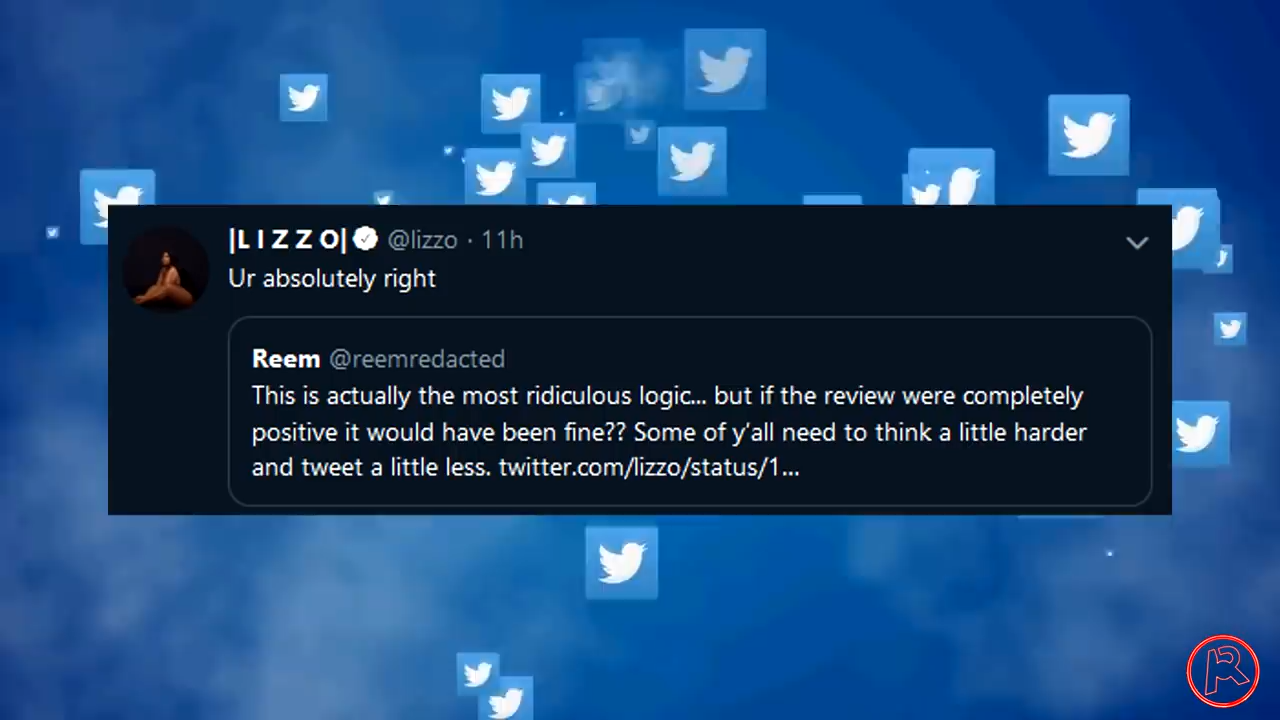 |L I Z Z O| @lizzo · 11h
Ur absolutely right
Reem @reemredacted
This is actually the most ridiculous logic... but if the review were completely
positive it would have been fine?? Some of y'all need to think a little harder
and tweet a little less. twitter.com/lizzo/status/1...